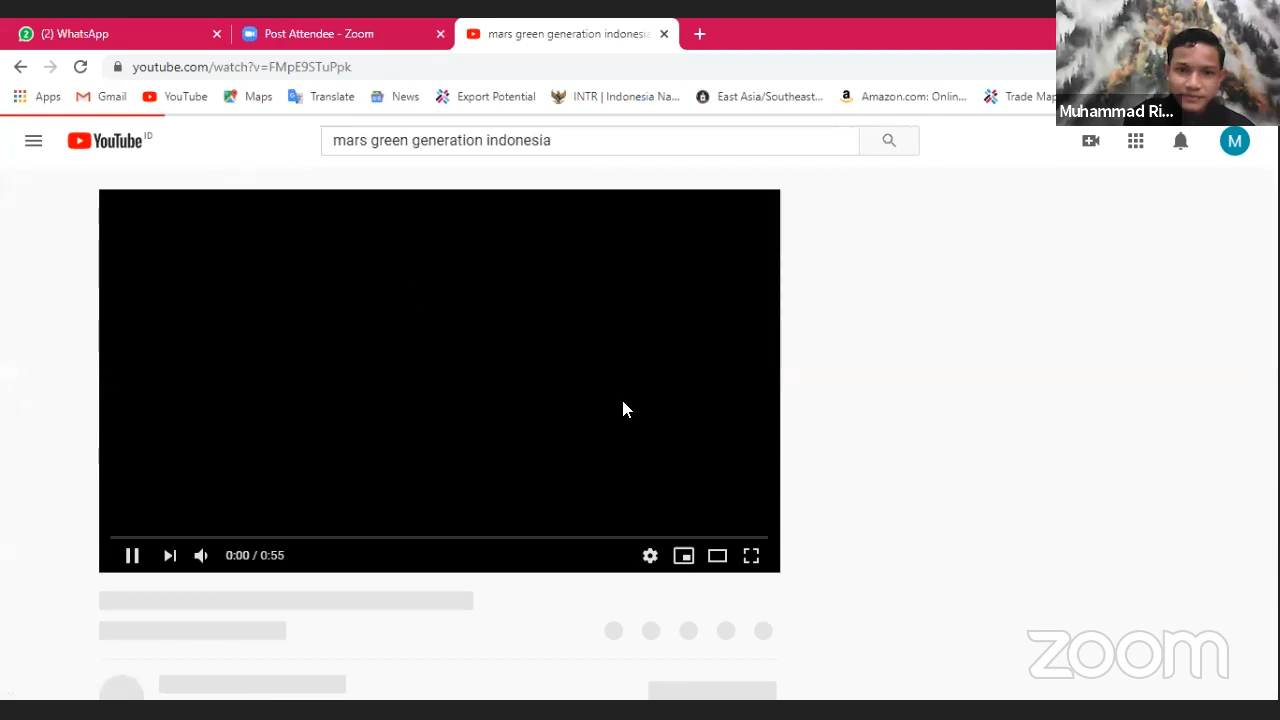 2 (2) WhatsApp
Post Attendee - Zoom
mars green generation indonesia
youtube.com/watch?v=FMpE9STuPpk
Apps
Gmail
YouTube
Maps
Translate
News
Export Potential
INTR | Indonesia Na...
East Asia/Southeast...
Amazon.com: Onlin...
Trade Map
Muhammad Ri...
YouTube ID
mars green generation indonesia
M
0:00 / 0:55
zoom